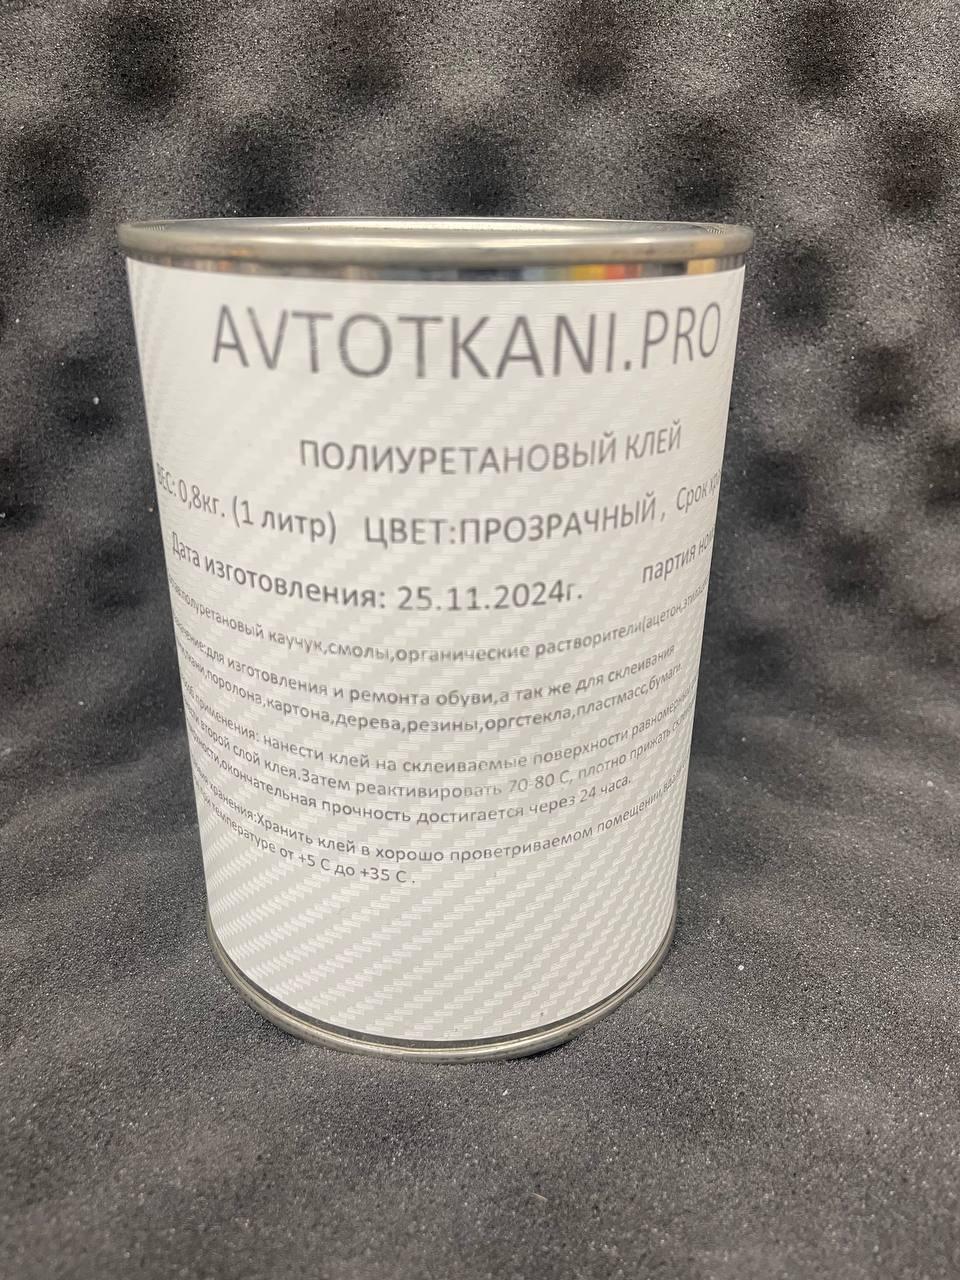 AVTOTKANI.PRO
ПОЛИУРЕТАНОВЫЙ КЛЕЙ
ВЕС: 0,8кг. (1 литр) ЦВЕТ:ПРОЗРАЧНЫЙ, Срок
Дата изготовления: 25.11.2024г. партия
полиуретановый каучук,смолы,органические растворители(ацетон,
для изготовления и ремонта обуви,а так же для склеивания
поролона,картона,дерева,резины,оргстекла,пластмасс,бумаги.
применения: нанести клей на склеиваемые поверхности
второй слой клея.Затем реактивировать 70-80 С, плотно прижать
окончательная прочность достигается через 24 часа.
хранения:Хранить клей в хорошо проветриваемом помещении,
температуре от +5 С до +35 С .